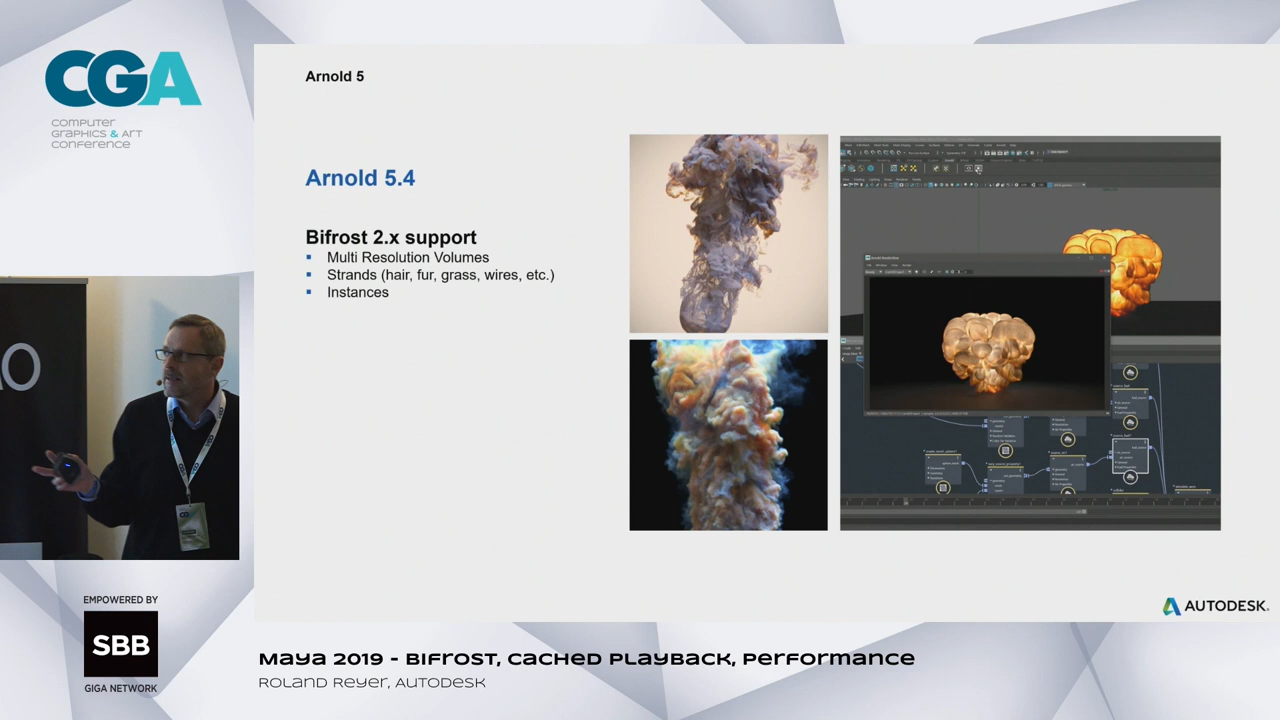 CGA
COMPUTER
GRAPHICS & ART
CONFERENCE
Arnold 5
Arnold 5.4
Bifrost 2.x support
Multi Resolution Volumes
Strands (hair, fur, grass, wires, etc.)
Instances
AUTODESK
EMPOWERED BY
SBB
GIGA NETWORK
Maya 2019 - Bifrost, Cached Playback, Performance
Roland Reyer, Autodesk